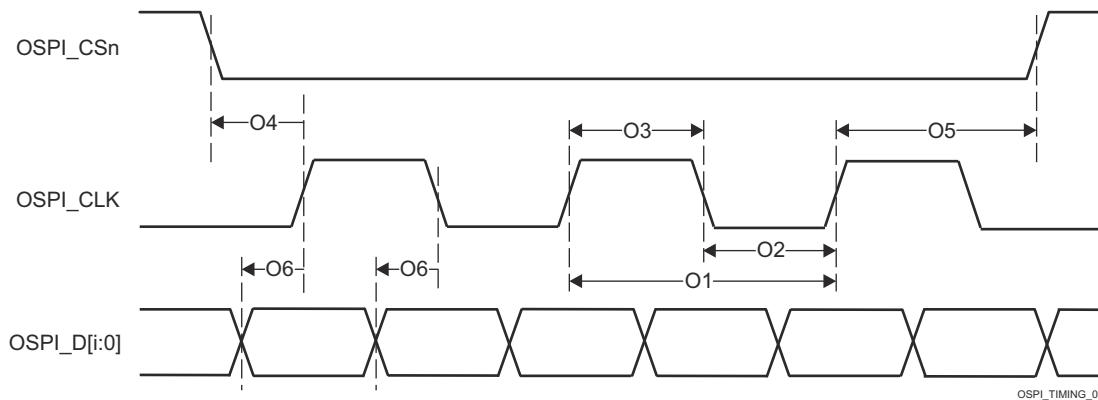 OSPI_CSn
O4
O3
O5
OSPI_CLK
O2
O6
O6
O1
OSPI_D[i:0]
OSPI_TIMING_0